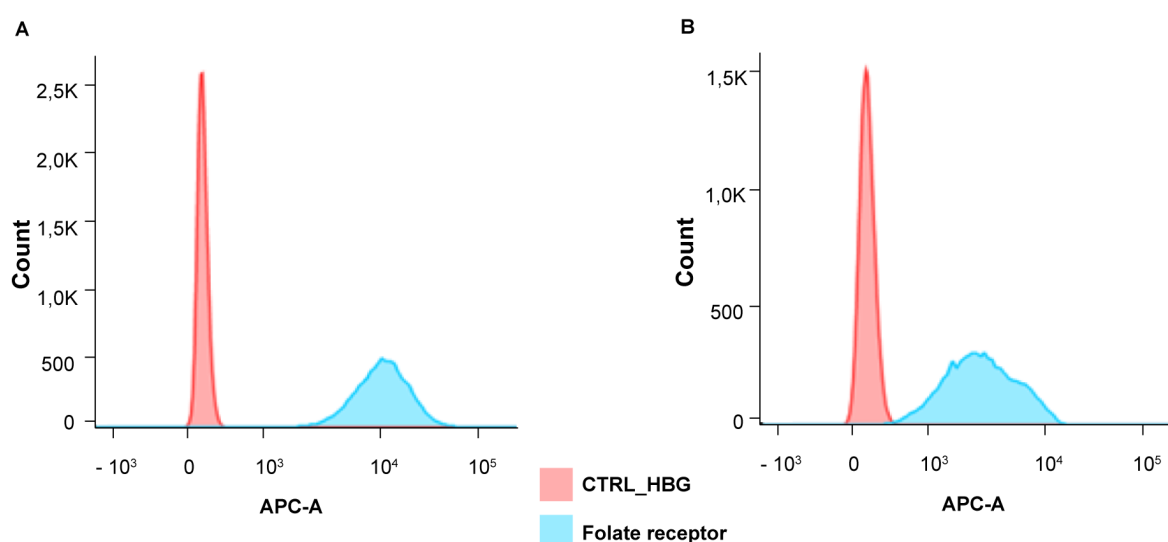 A
2,5K
2,0K
1,5K
1,0K
500
0
Count
- 10³ 0 10³ 10⁴ 10⁵
APC-A
B
1,5K
1,0K
500
0
Count
- 10³ 0 10³ 10⁴ 10⁵
APC-A
CTRL_HBG
Folate receptor